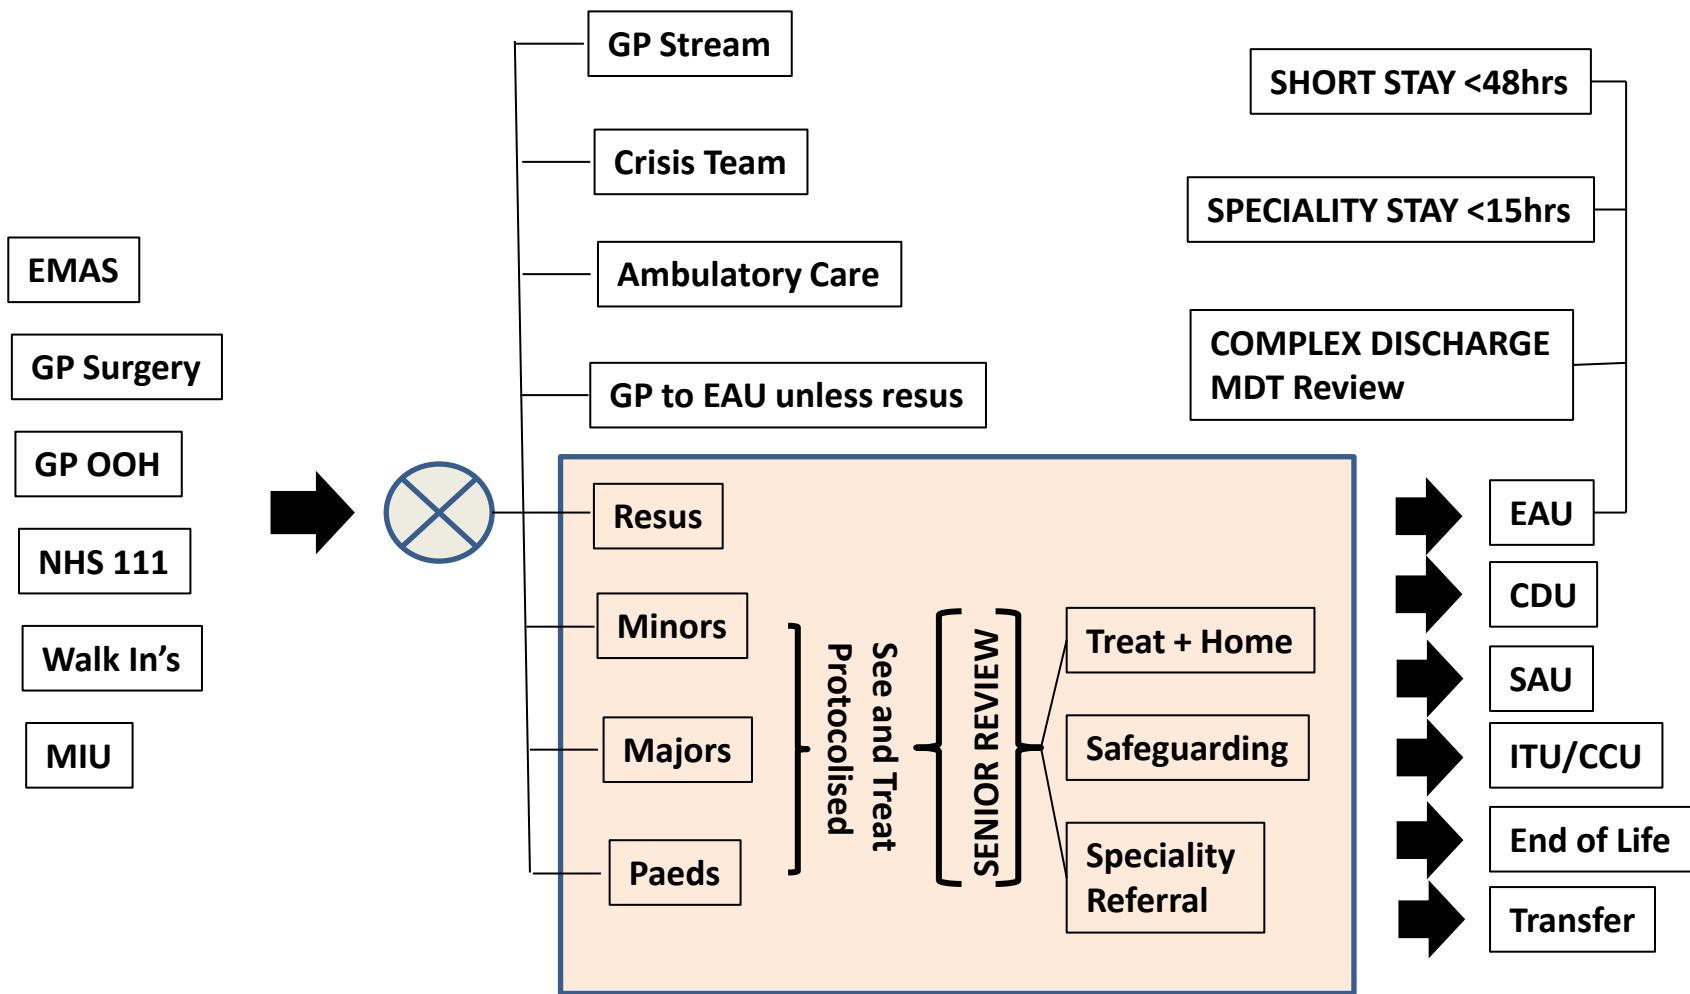 EMAS
GP Surgery
GP OOH
NHS 111
Walk In’s
MIU
GP Stream
Crisis Team
Ambulatory Care
GP to EAU unless resus
Resus
Minors
Majors
Paeds
See and Treat
Protocolised
SENIOR REVIEW
Treat + Home
Safeguarding
Speciality
Referral
SHORT STAY <48hrs
SPECIALITY STAY <15hrs
COMPLEX DISCHARGE
MDT Review
EAU
CDU
SAU
ITU/CCU
End of Life
Transfer